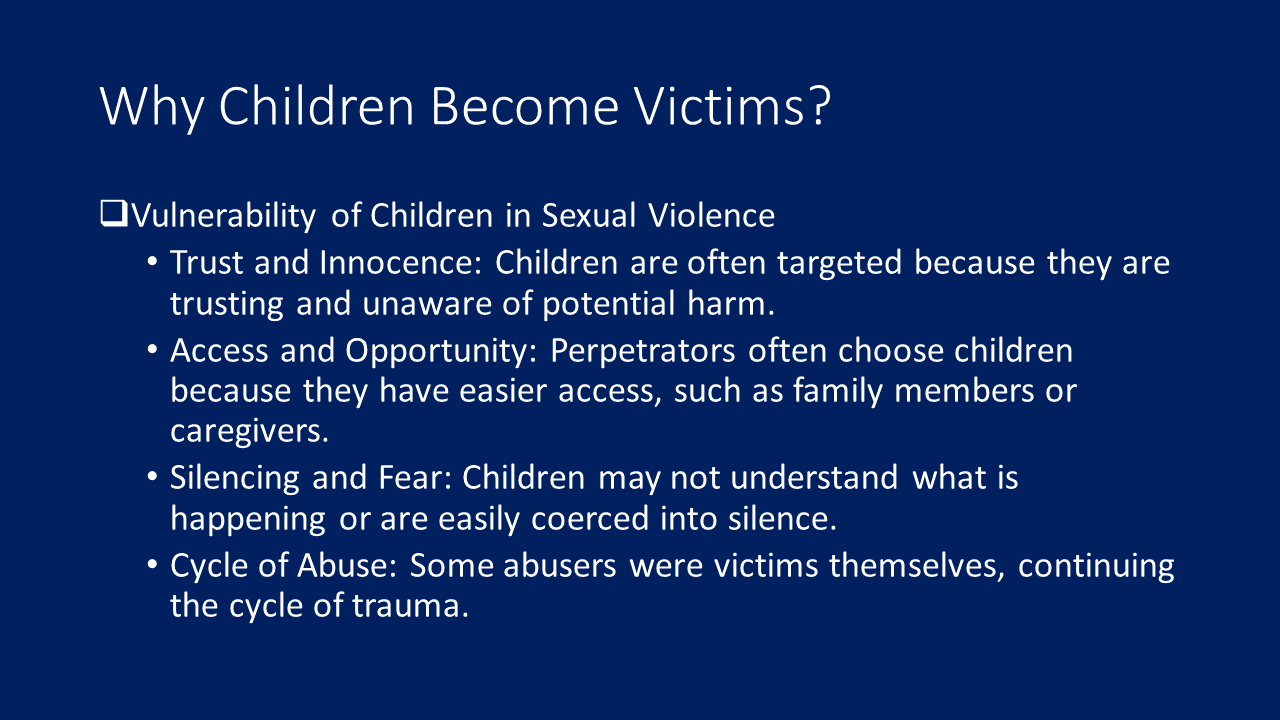 Why Children Become Victims?
❑Vulnerability of Children in Sexual Violence
• Trust and Innocence: Children are often targeted because they are
trusting and unaware of potential harm.
• Access and Opportunity: Perpetrators often choose children
because they have easier access, such as family members or
caregivers.
• Silencing and Fear: Children may not understand what is
happening or are easily coerced into silence.
• Cycle of Abuse: Some abusers were victims themselves, continuing
the cycle of trauma.